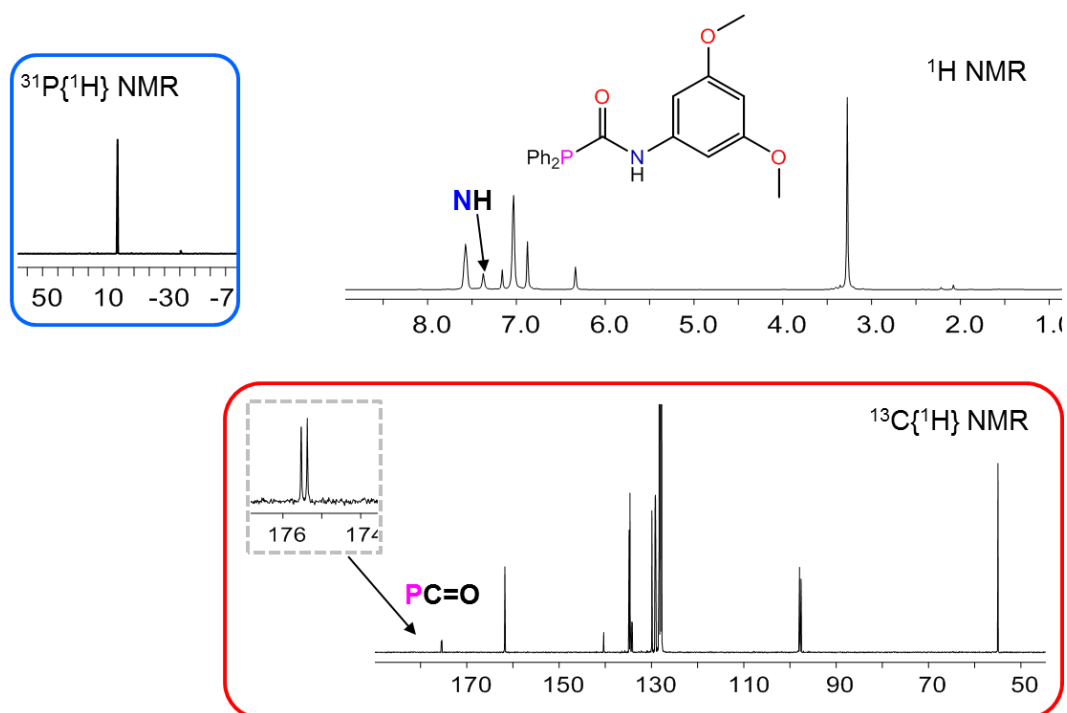 ³¹P{¹H} NMR
50 10 -30 -7
O
O
O
Ph₂P
N
H
¹H NMR
NH
8.0 7.0 6.0 5.0 4.0 3.0 2.0 1.0
176 174
PC=O
¹³C{¹H} NMR
170 150 130 110 90 70 50